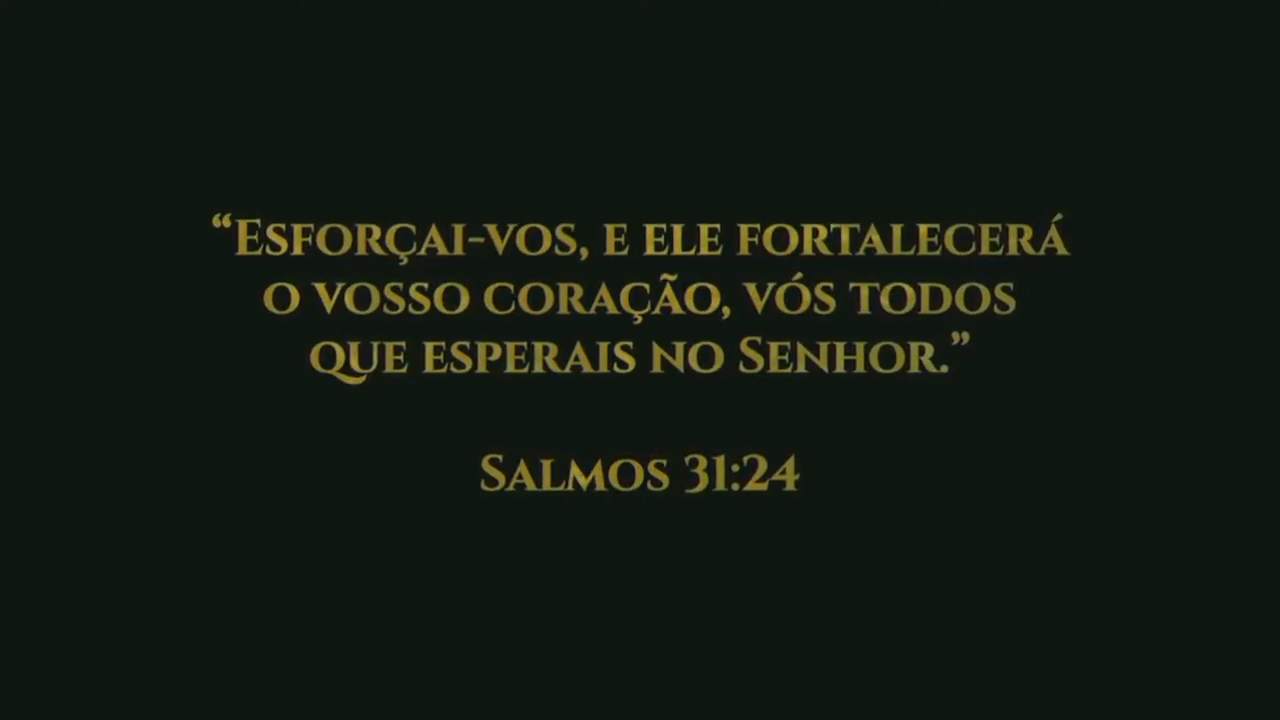 “Esforçai-vos, e ele fortalecerá
o vosso coração, vós todos
que esperais no Senhor.”
Salmos 31:24